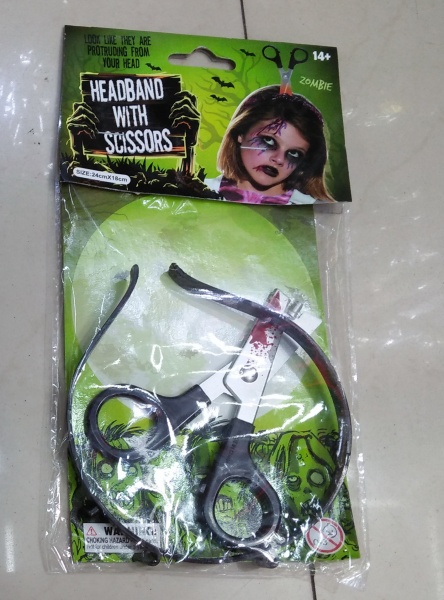 LOOK LIKE THEY ARE
PROTRUDING FROM
YOUR HEAD
14+
ZOMBIE
HEADBAND
WITH
SCISSORS
SIZE:24cmX18cm
WARNING!
CHOKING HAZARD